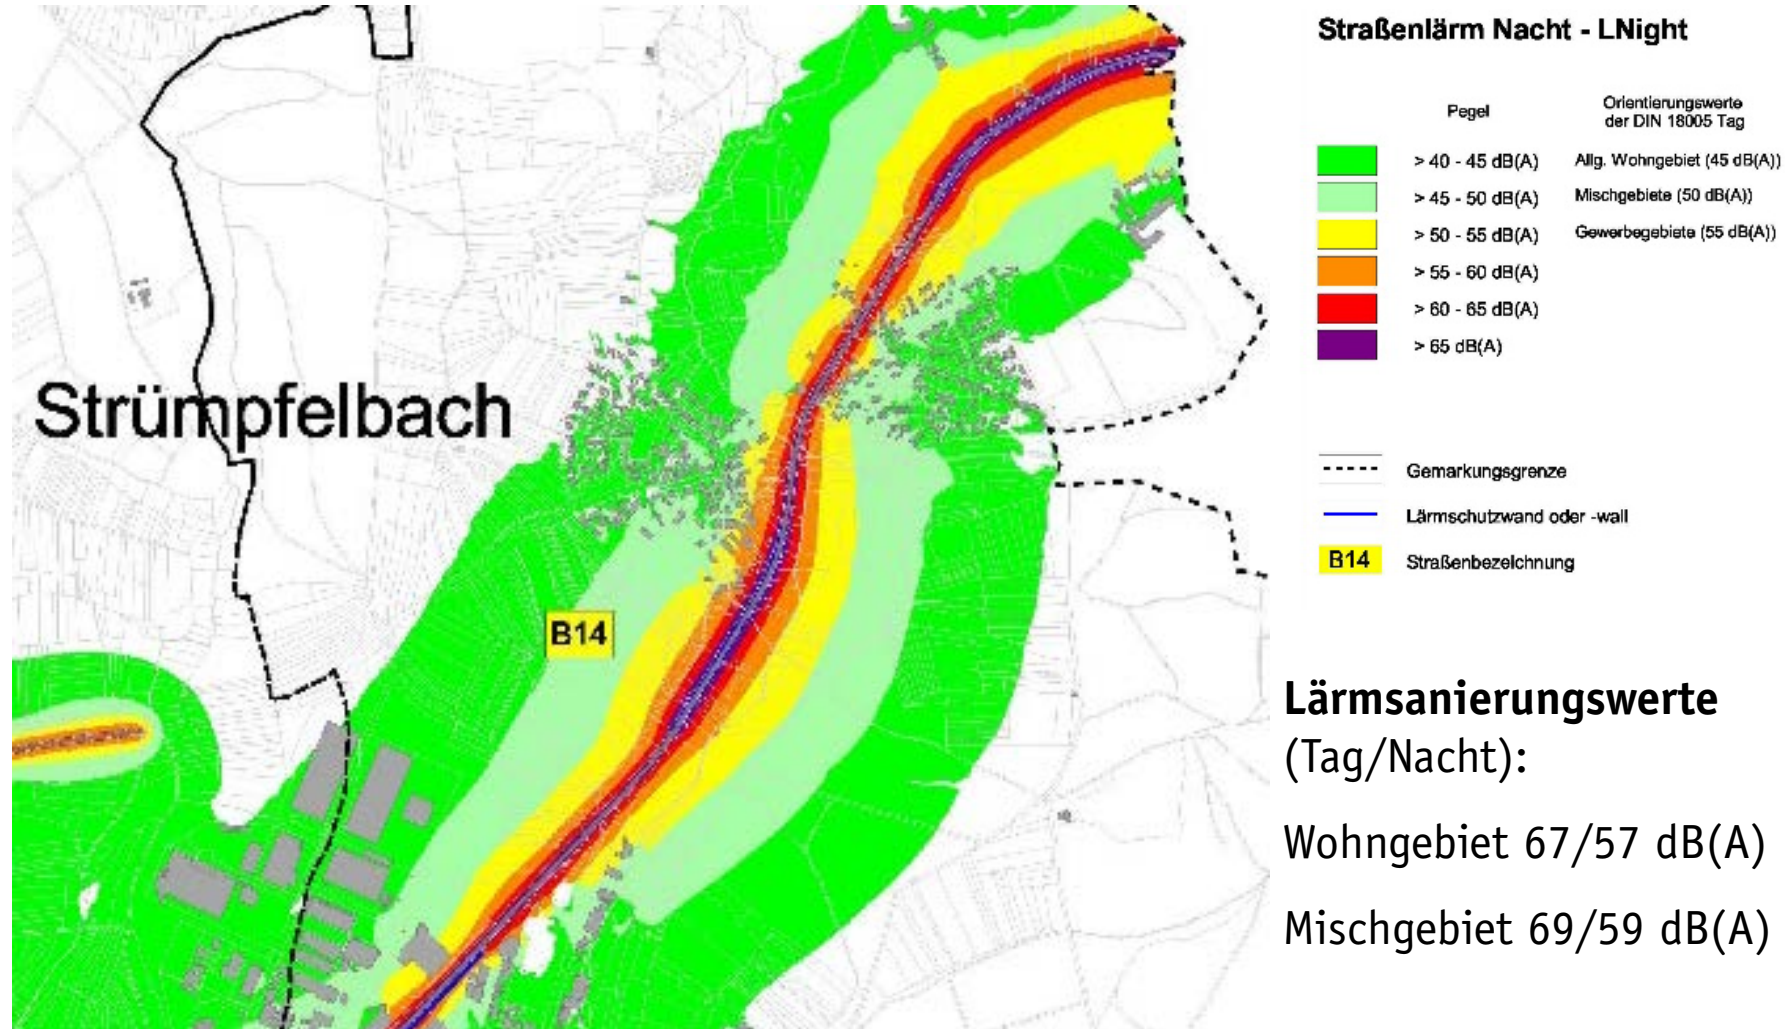 Strümpfelbach
B14
Straßenlärm Nacht - LNight
Pegel
Orientierungswerte
der DIN 18005 Tag
> 40 - 45 dB(A) Allg. Wohngebiet (45 dB(A))
> 45 - 50 dB(A) Mischgebiete (50 dB(A))
> 50 - 55 dB(A) Gewerbegebiete (55 dB(A))
> 55 - 60 dB(A)
> 60 - 65 dB(A)
> 65 dB(A)
Gemarkungsgrenze
Lärmschutzwand oder -wall
B14 Straßenbezeichnung
Lärmsanierungswerte
(Tag/Nacht):
Wohngebiet 67/57 dB(A)
Mischgebiet 69/59 dB(A)